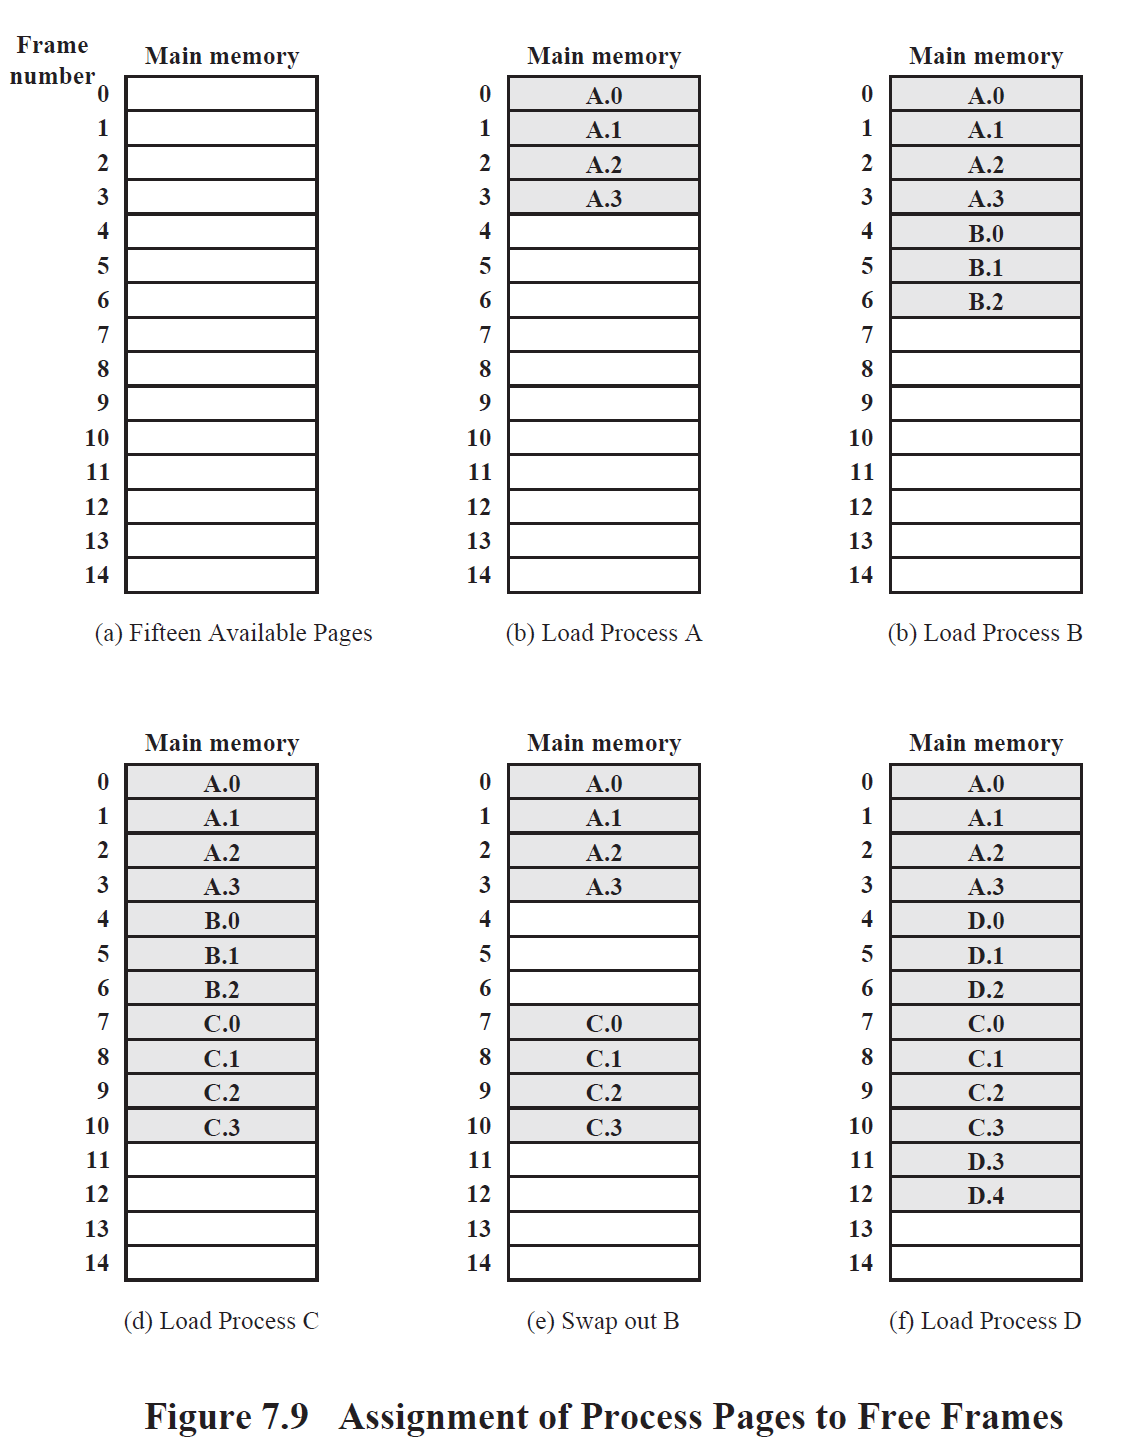 Frame
number
Main memory
Main memory
Main memory
0
0 A.0
0 A.0
1
1 A.1
1 A.1
2
2 A.2
2 A.2
3
3 A.3
3 A.3
4
4
4 B.0
5
5
5 B.1
6
6
6 B.2
7
7
7
8
8
8
9
9
9
10
10
10
11
11
11
12
12
12
13
13
13
14
14
14
(a) Fifteen Available Pages
(b) Load Process A
(b) Load Process B
Main memory
Main memory
Main memory
0 A.0
0 A.0
0 A.0
1 A.1
1 A.1
1 A.1
2 A.2
2 A.2
2 A.2
3 A.3
3 A.3
3 A.3
4 B.0
4
4 D.0
5 B.1
5
5 D.1
6 B.2
6
6 D.2
7 C.0
7 C.0
7 C.0
8 C.1
8 C.1
8 C.1
9 C.2
9 C.2
9 C.2
10 C.3
10 C.3
10 C.3
11
11
11 D.3
12
12
12 D.4
13
13
13
14
14
14
(d) Load Process C
(e) Swap out B
(f) Load Process D
Figure 7.9 Assignment of Process Pages to Free Frames